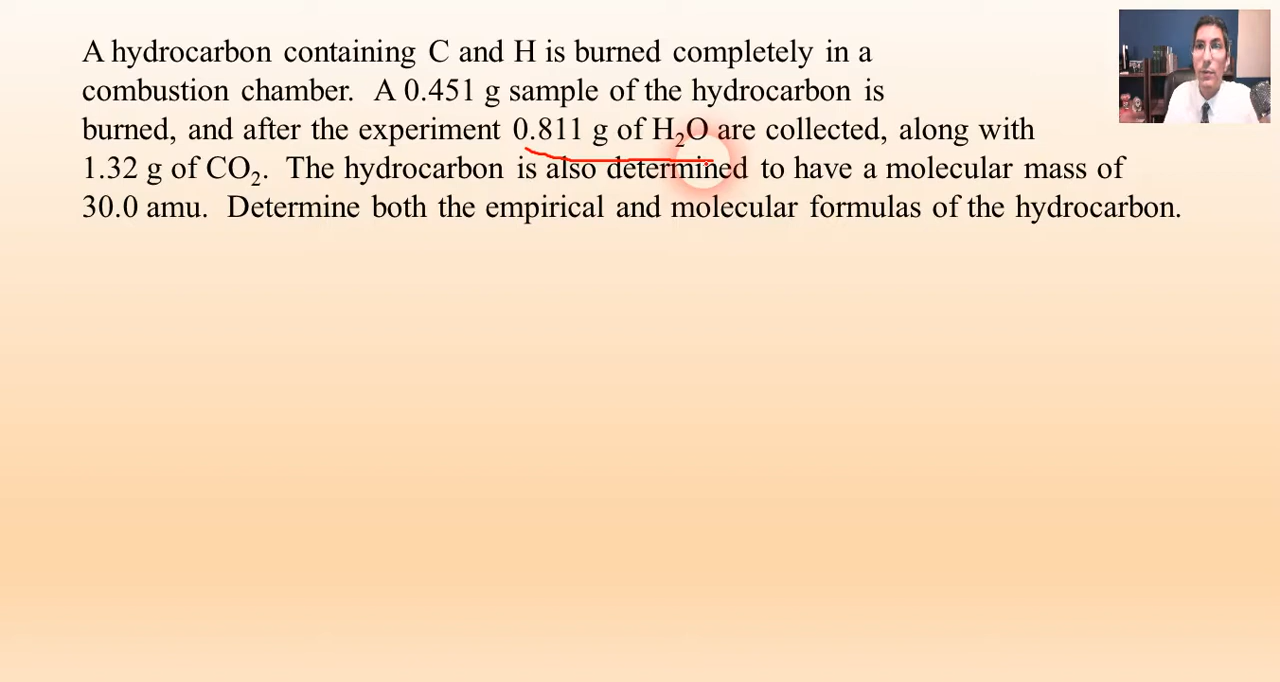 A hydrocarbon containing C and H is burned completely in a
combustion chamber. A 0.451 g sample of the hydrocarbon is
burned, and after the experiment 0.811 g of H₂O are collected, along with
1.32 g of CO₂. The hydrocarbon is also determined to have a molecular mass of
30.0 amu. Determine both the empirical and molecular formulas of the hydrocarbon.